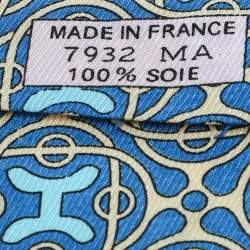 MADE IN FRANCE
7932 MA
100% SOIE